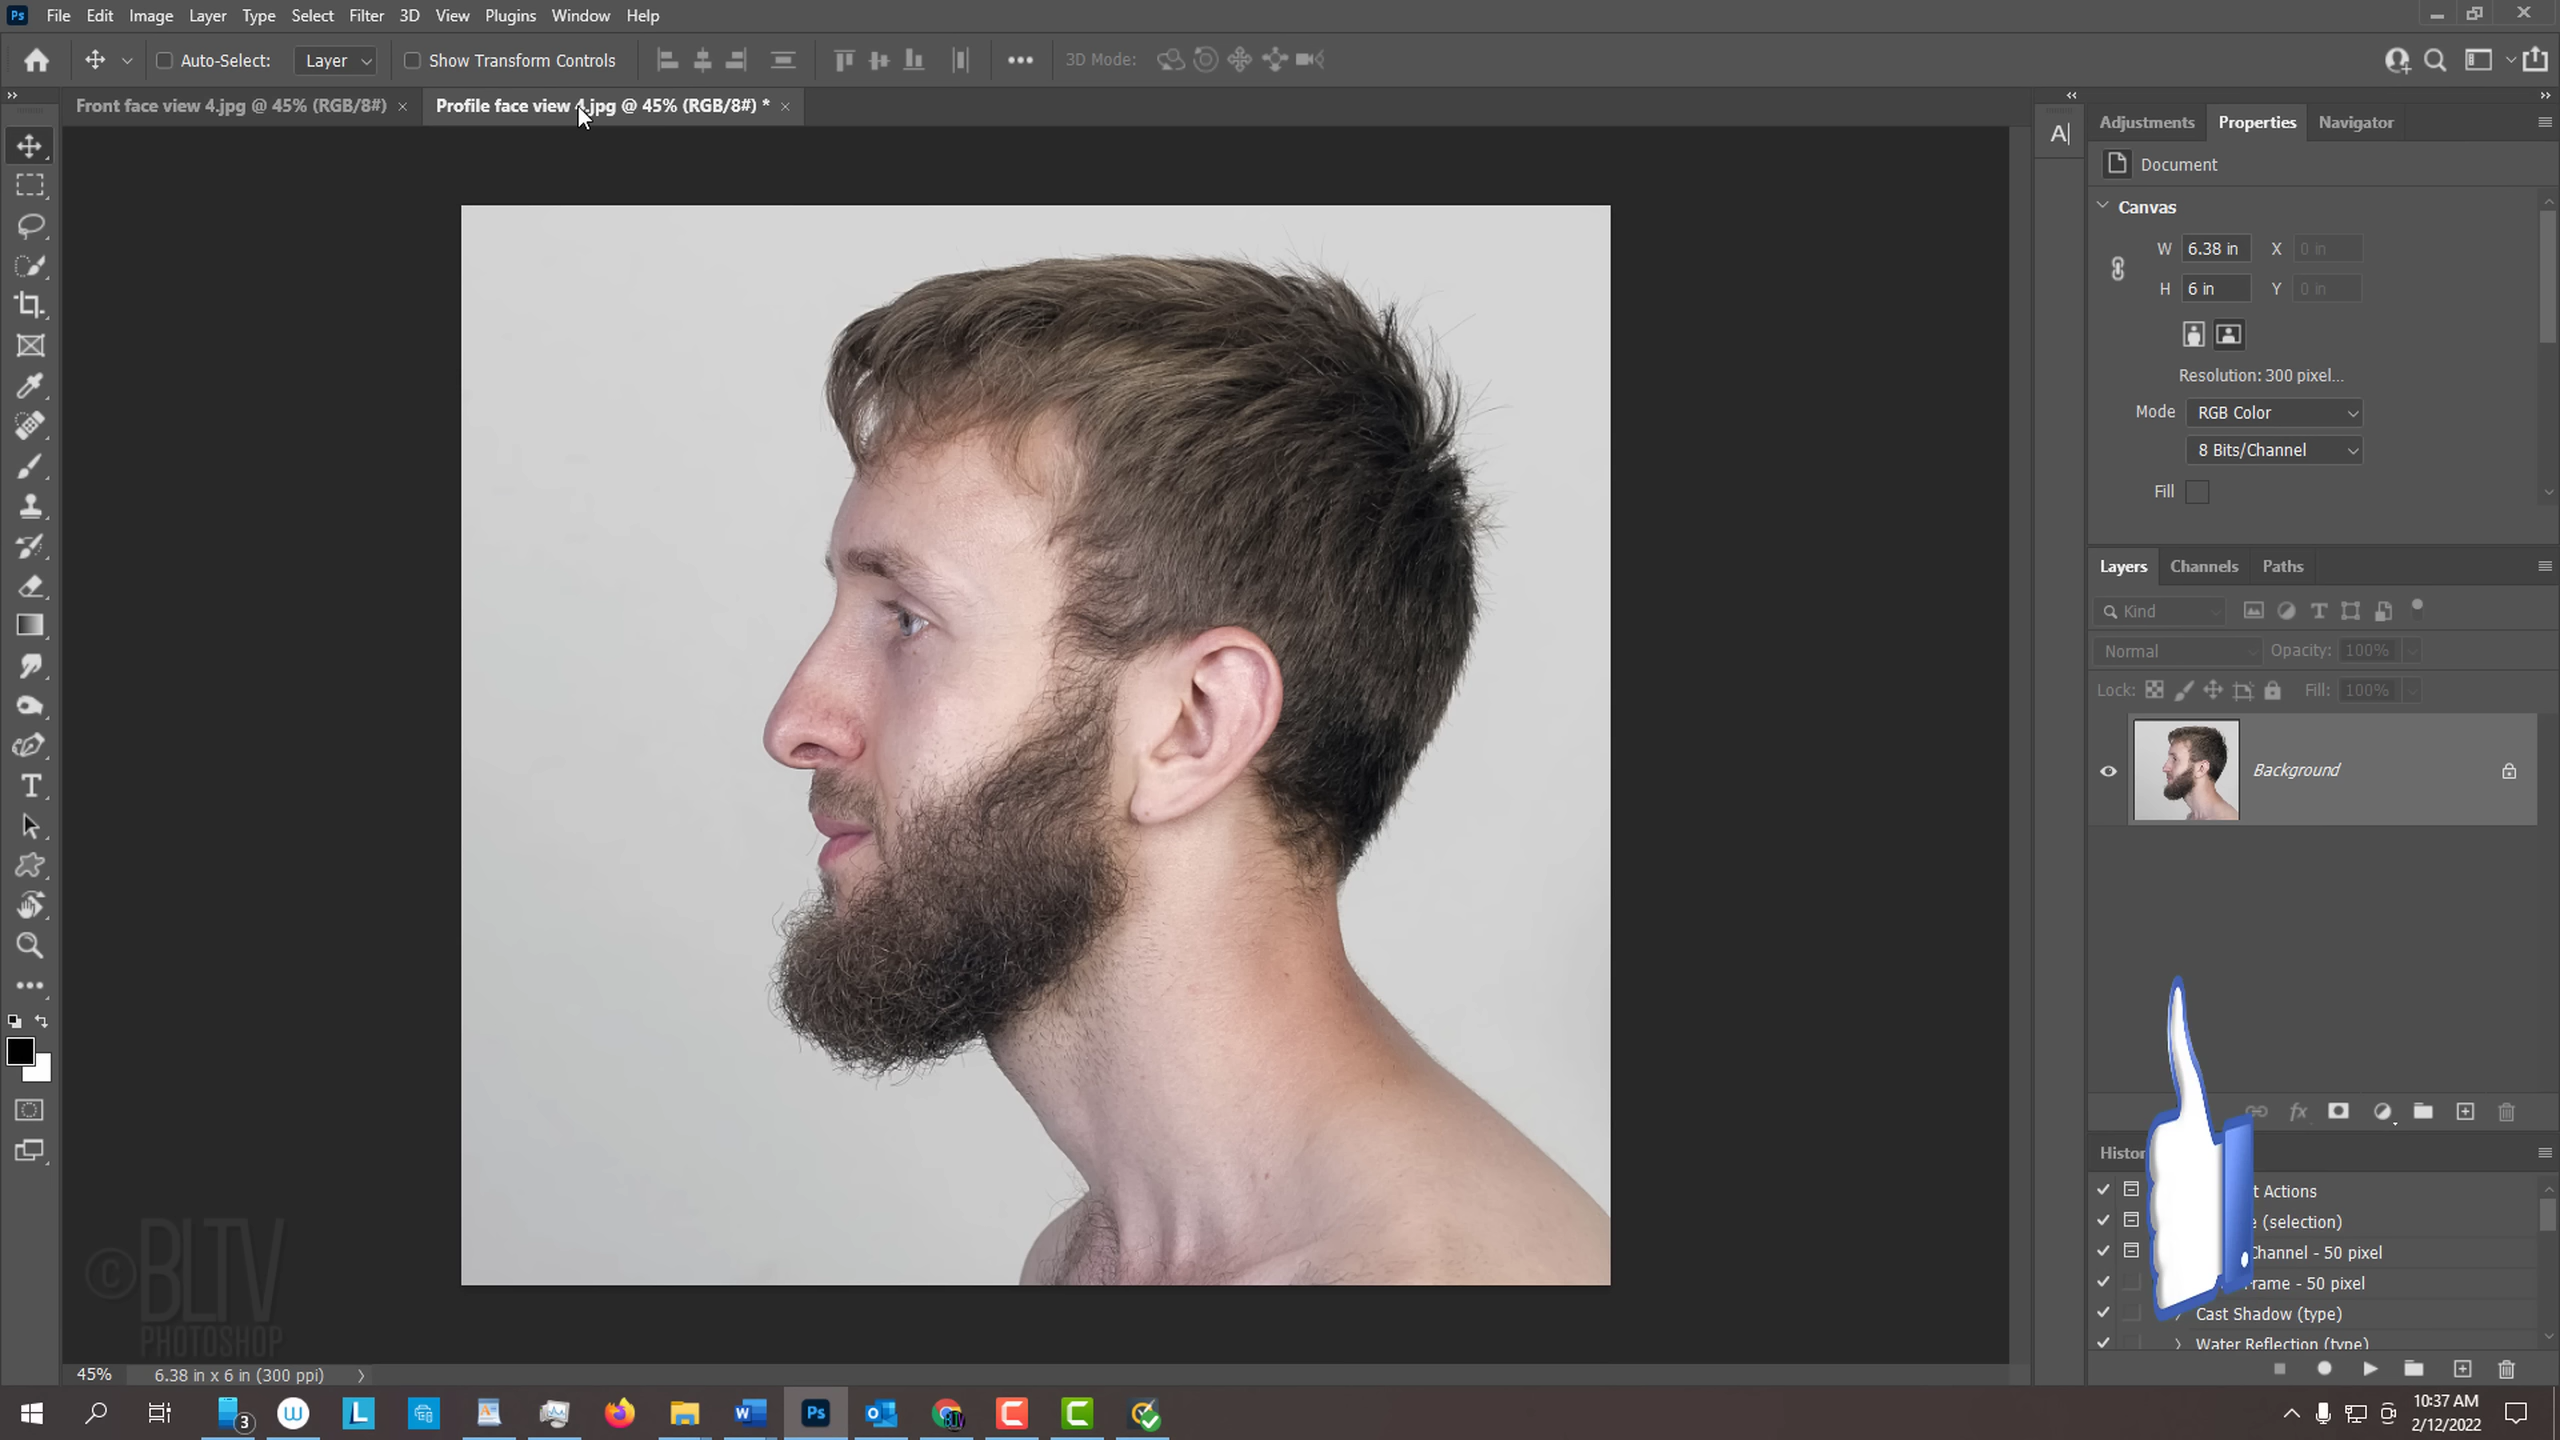 Ps File Edit Image Layer Type Select Filter 3D View Plugins Window Help
Auto-Select: Layer Show Transform Controls 3D Mode:
Front face view 4.jpg @ 45% (RGB/8#) × Profile face view 4.jpg @ 45% (RGB/8#) * ×
A|
Adjustments Properties Navigator
Document
Canvas
W 6.38 in X 0 in
H 6 in Y 0 in
Resolution: 300 pixel...
Mode RGB Color
8 Bits/Channel
Fill
Layers Channels Paths
Kind
Normal Opacity: 100%
Lock: Fill: 100%
Background
fx
Histor
t Actions
e (selection)
Channel - 50 pixel
rame - 50 pixel
Cast Shadow (type)
Water Reflection (type)
©BLTV
PHOTOSHOP
45% 6.38 in x 6 in (300 ppi)
3
Ps
10:37 AM
2/12/2022